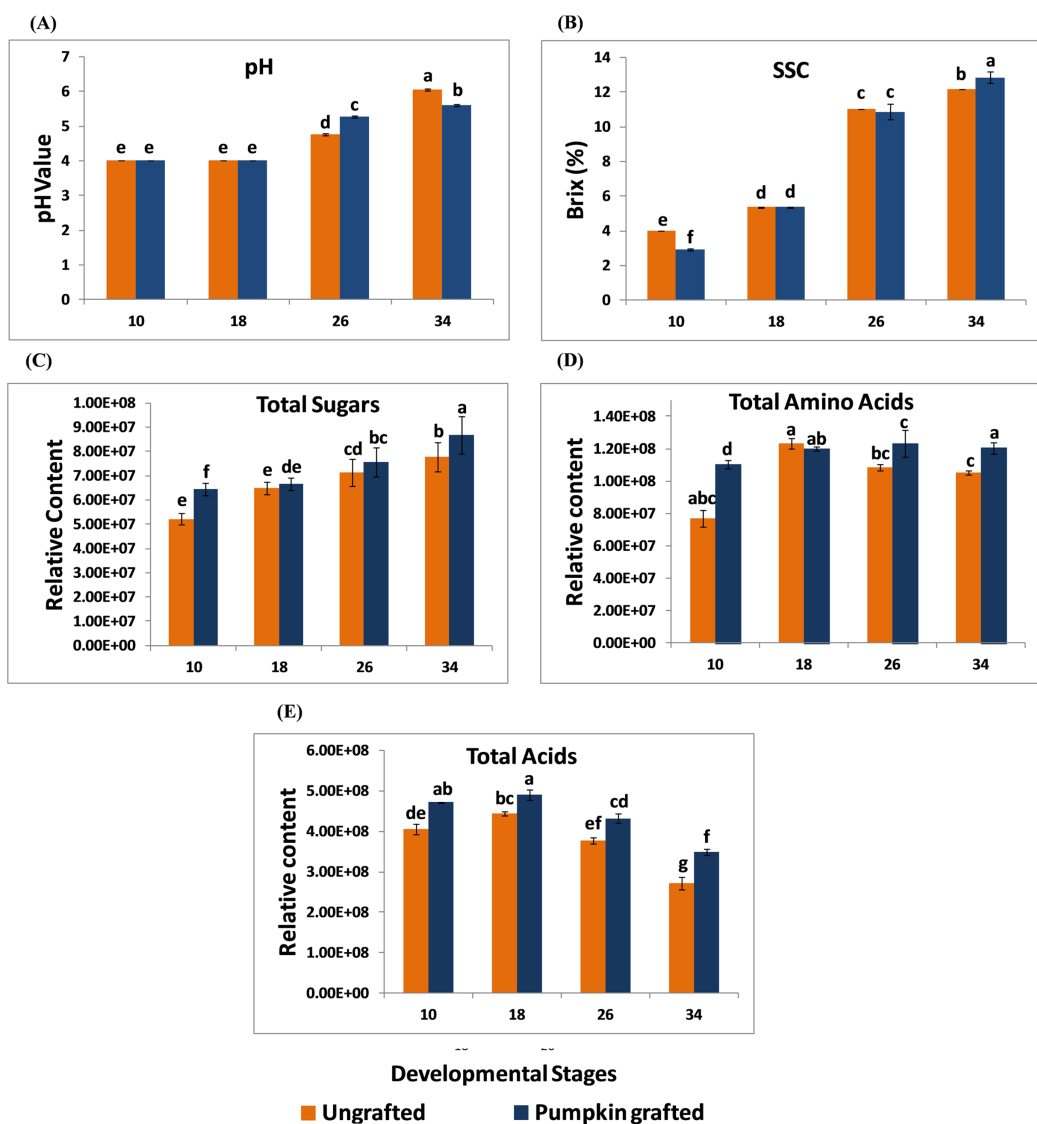 (A)
pH
7
6
5
4
3
2
1
0
pH Value
e e e e d c a b
10 18 26 34
(B)
SSC
14
12
10
8
6
4
2
0
Brix (%)
e f d d c c b a
10 18 26 34
(C)
Total Sugars
1.00E+08
9.00E+07
8.00E+07
7.00E+07
6.00E+07
5.00E+07
4.00E+07
3.00E+07
2.00E+07
1.00E+07
0.00E+00
Relative Content
e f e de cd bc b a
10 18 26 34
(D)
Total Amino Acids
1.40E+08
1.20E+08
1.00E+08
8.00E+07
6.00E+07
4.00E+07
2.00E+07
0.00E+00
Relative content
abc d a ab bc c c a
10 18 26 34
(E)
Total Acids
6.00E+08
5.00E+08
4.00E+08
3.00E+08
2.00E+08
1.00E+08
0.00E+00
Relative content
de ab bc a ef cd g f
10 18 26 34
Developmental Stages
Ungrafted Pumpkin grafted